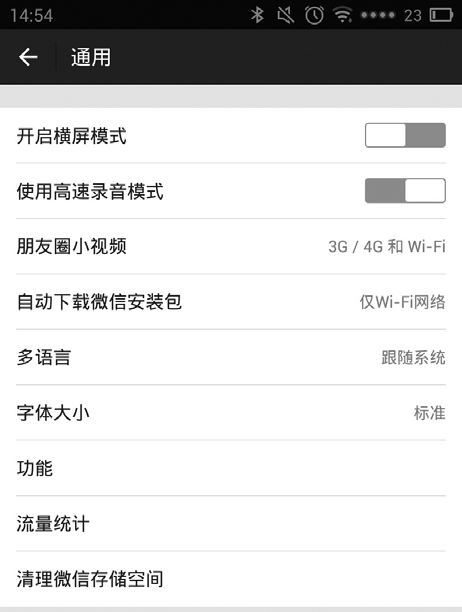 14:54 23
通用
开启横屏模式
使用高速录音模式
朋友圈小视频 3G / 4G 和 Wi-Fi
自动下载微信安装包 仅Wi-Fi网络
多语言 跟随系统
字体大小 标准
功能
流量统计
清理微信存储空间